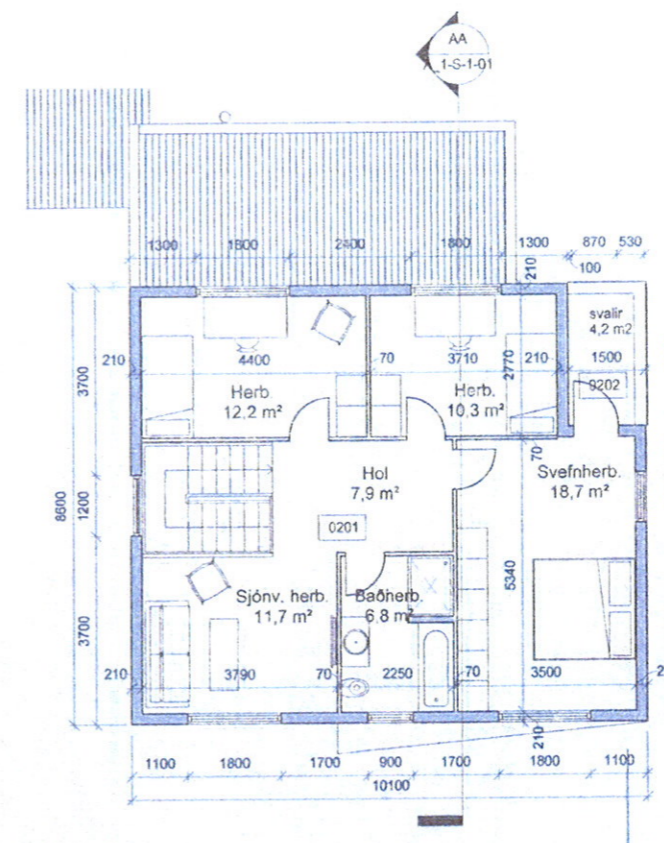 AA
1-S-1-01
1300 1800 2400 1800 1300 870 530
210
100
svalir
4,2 m2
210 4400 70 3710 210 1500
2770
0202
3700
Herb.
12,2 m²
Herb.
10,3 m²
70
Hol
7,9 m²
Svefnherb.
18,7 m²
8600
1200
0201
5340
Sjónv. herb.
11,7 m²
Baðherb.
6,8 m²
3700
210 3790 70 2250 70 3500
210
1100 1800 1700 900 1700 1800 1100
10100